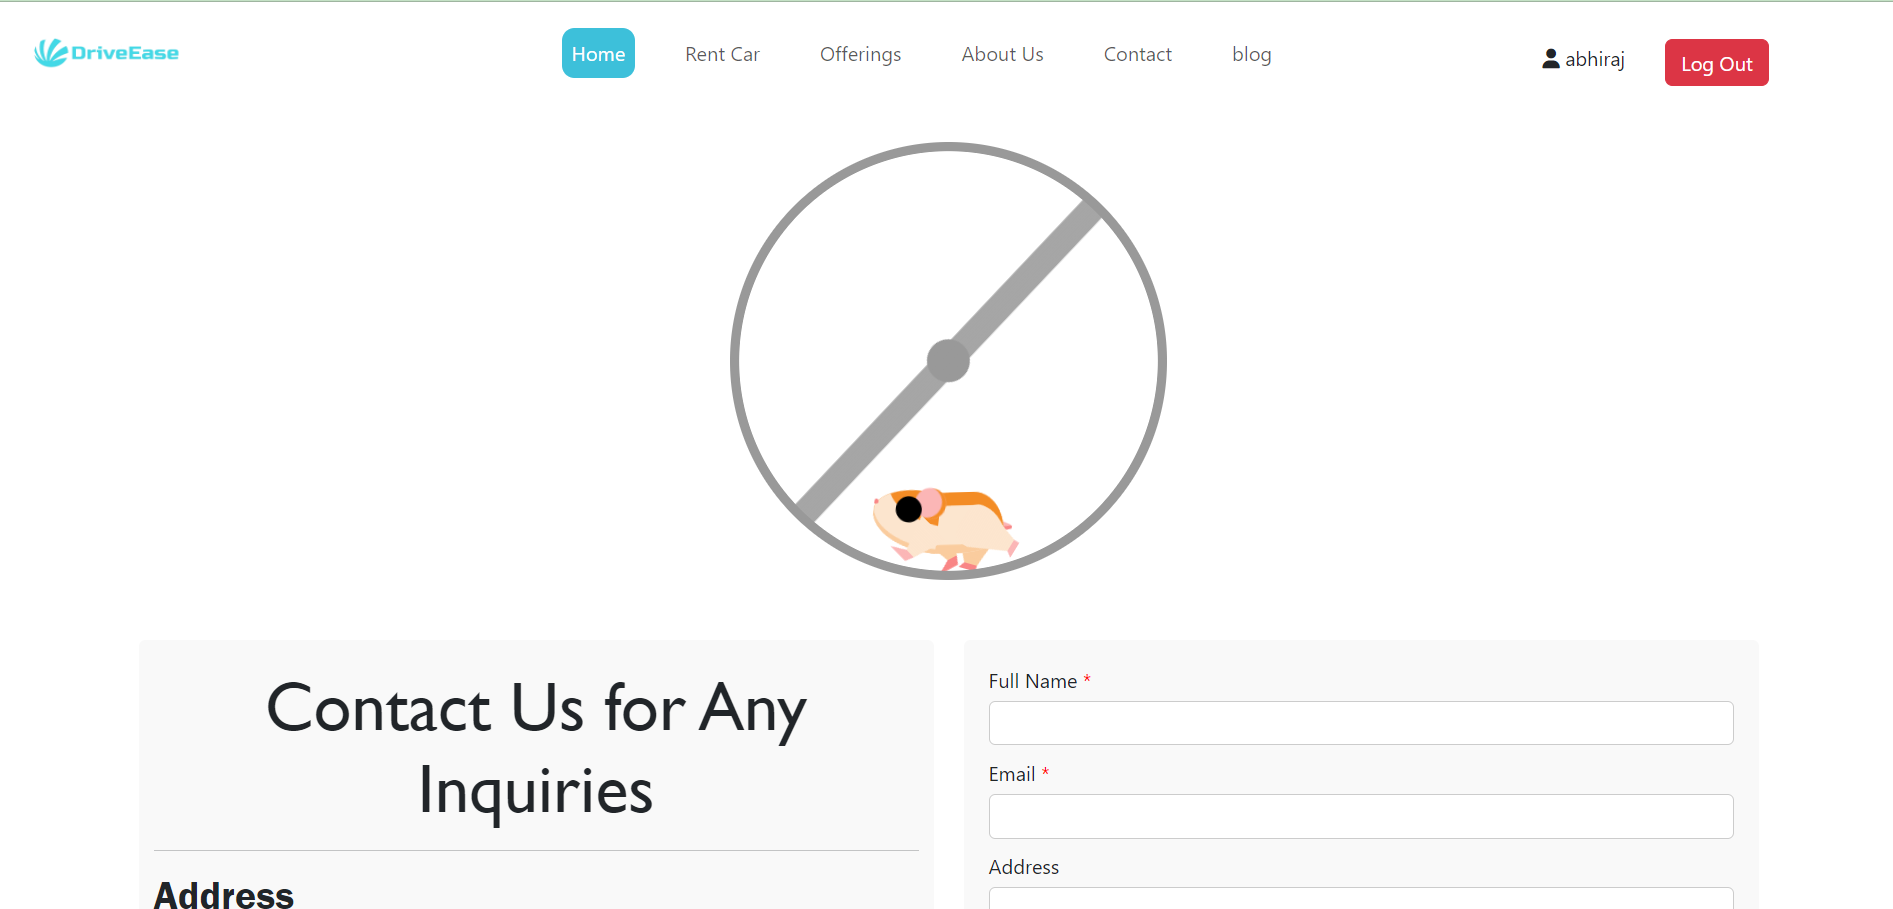 DriveEase
Home
Rent Car
Offerings
About Us
Contact
blog
abhiraj
Log Out
Contact Us for Any
Inquiries
Address
Full Name *
Email *
Address